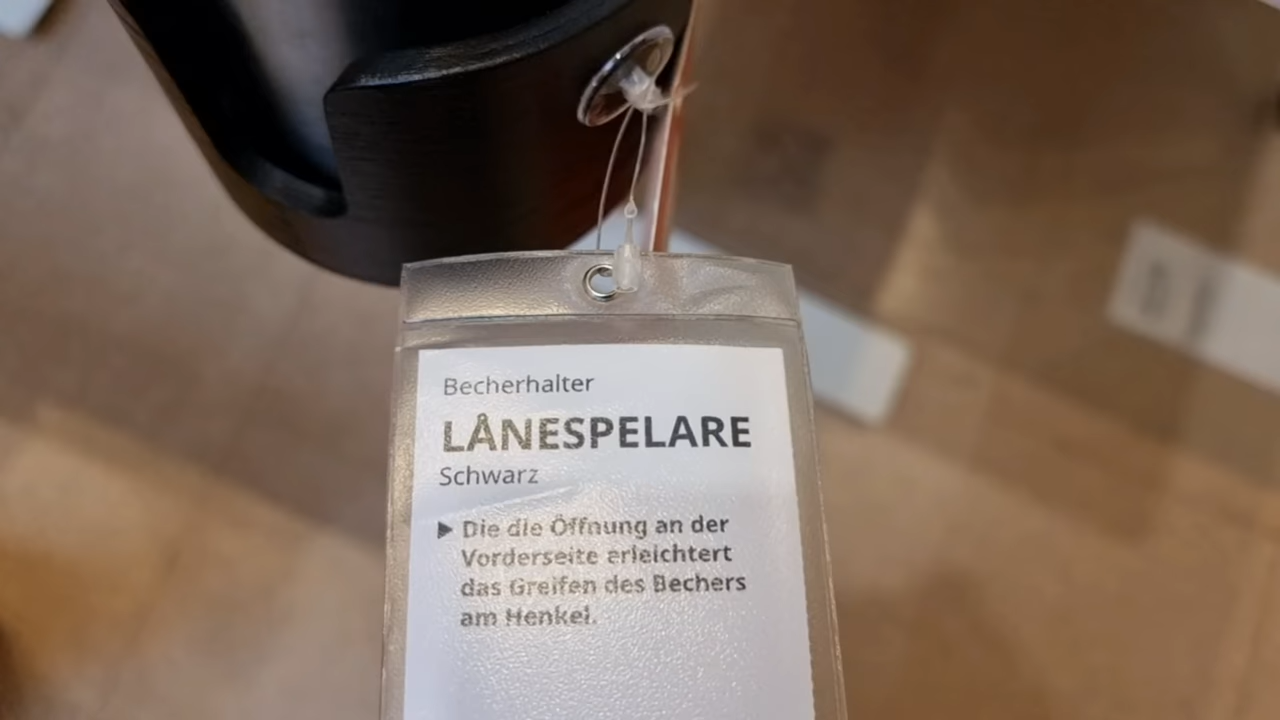 Becherhalter
LÅNESPELARE
Schwarz
▶ Die die Öffnung an der
Vorderseite erleichtert
das Greifen des Bechers
am Henkel.